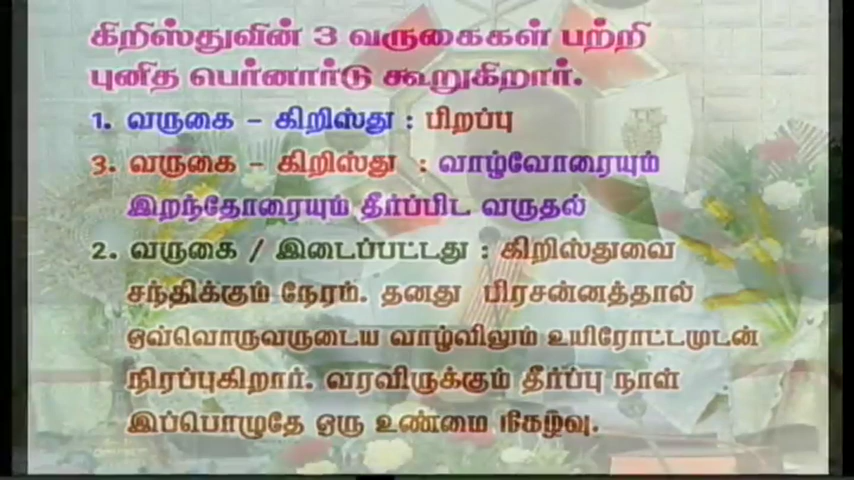 கிறிஸ்துவின் 3 வருகைகள் பற்றி
புனித பெர்னார்டு கூறுகிறார்.
1. வருகை – கிறிஸ்து : பிறப்பு
3. வருகை – கிறிஸ்து : வாழ்வோரையும்
இறந்தோரையும் தீர்ப்பிட வருதல்
2. வருகை / இடைப்பட்டது : கிறிஸ்துவை
சந்திக்கும் நேரம். தனது பிரசன்னத்தால்
ஒவ்வொருவருடைய வாழ்விலும் உயிரோட்டமுடன்
நிரப்புகிறார். வரவிருக்கும் தீர்ப்பு நாள்
இப்பொழுதே ஒரு உண்மை நிகழ்வு.